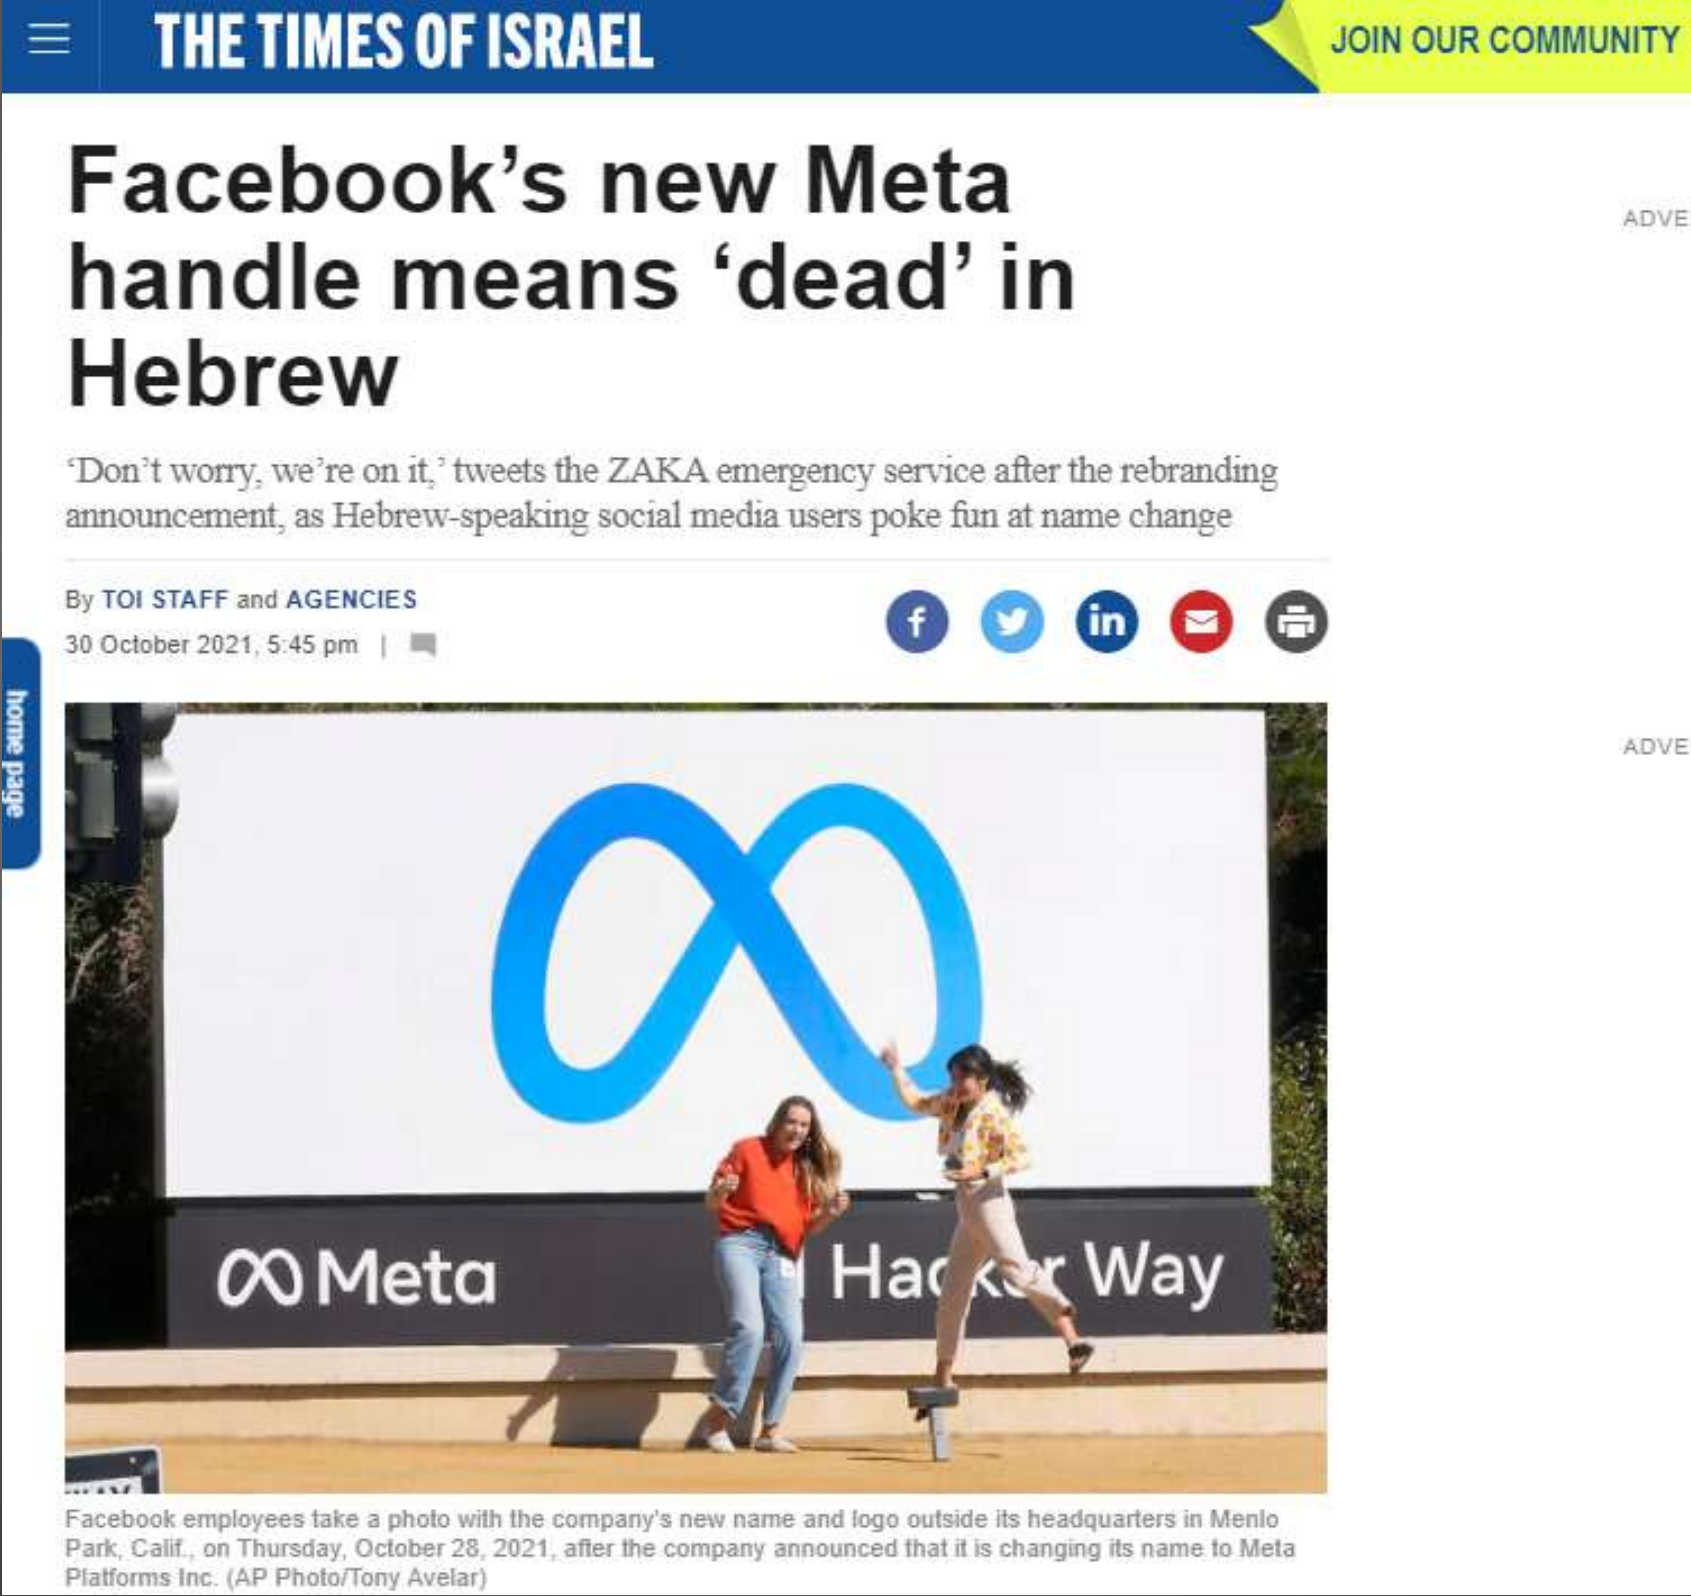 THE TIMES OF ISRAEL
JOIN OUR COMMUNITY
Facebook’s new Meta
handle means ‘dead’ in
Hebrew
ADVE
‘Don’t worry, we’re on it,’ tweets the ZAKA emergency service after the rebranding
announcement, as Hebrew-speaking social media users poke fun at name change
By TOI STAFF and AGENCIES
30 October 2021, 5:45 pm |
f
in
home page
ADVE
Meta
Hacker Way
Facebook employees take a photo with the company's new name and logo outside its headquarters in Menlo
Park, Calif., on Thursday, October 28, 2021, after the company announced that it is changing its name to Meta
Platforms Inc. (AP Photo/Tony Avelar)